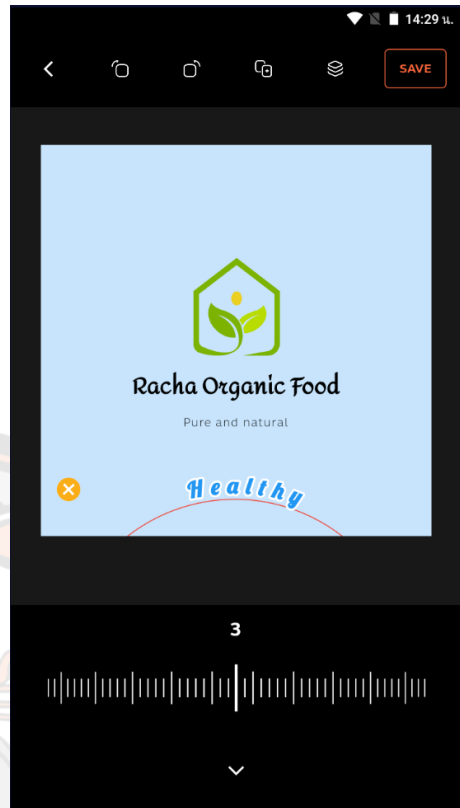 14:29 น.
SAVE
Racha Organic Food
Pure and natural
Healthy
3